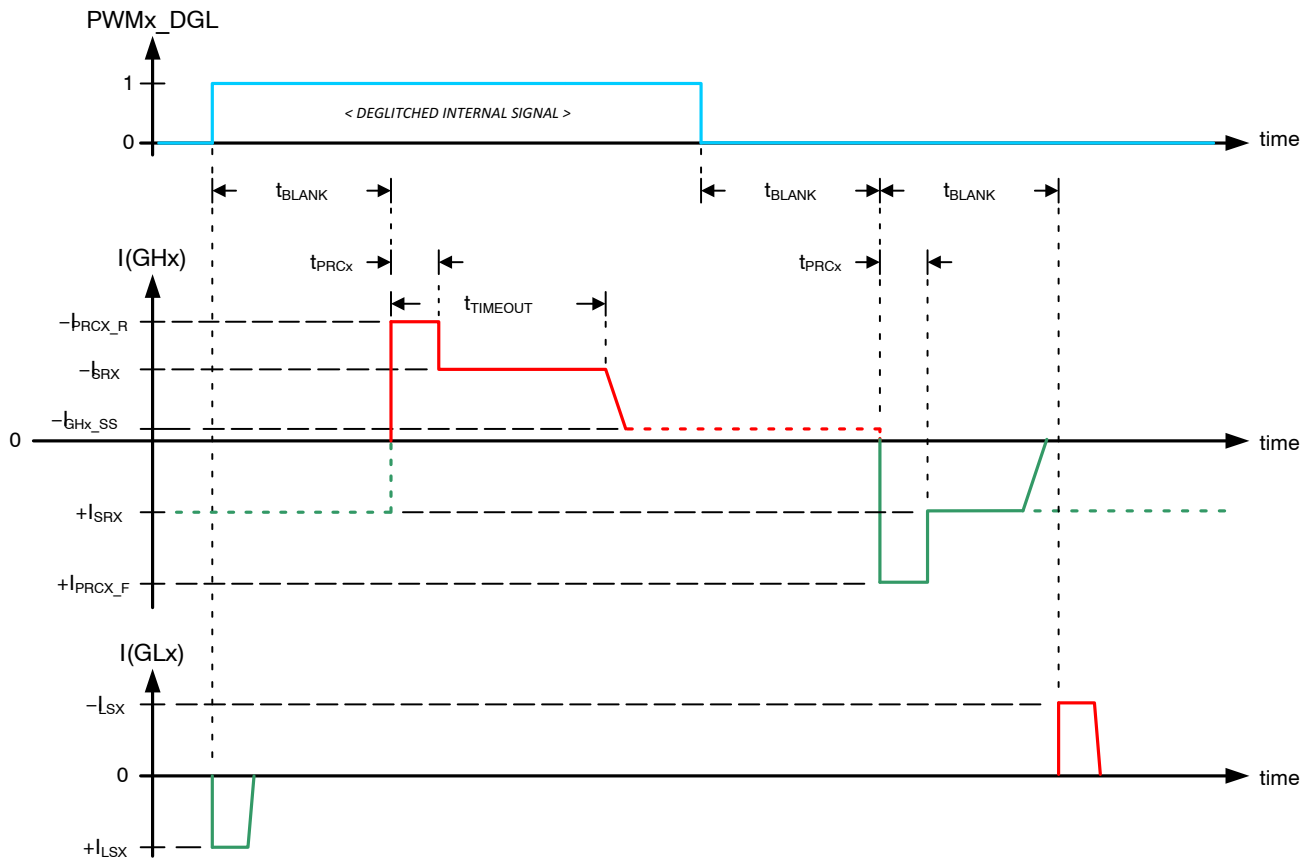 PWMx_DGL
1
< DEGLITCHED INTERNAL SIGNAL >
0
time
tBLANK
tBLANK
tBLANK
I(GHx)
tPRCx
tPRCx
tTIMEOUT
−IPRCX_R
−ISRX
−IGHx_SS
0
time
+ISRX
+IPRCX_F
I(GLx)
−ILSX
0
time
+ILSX